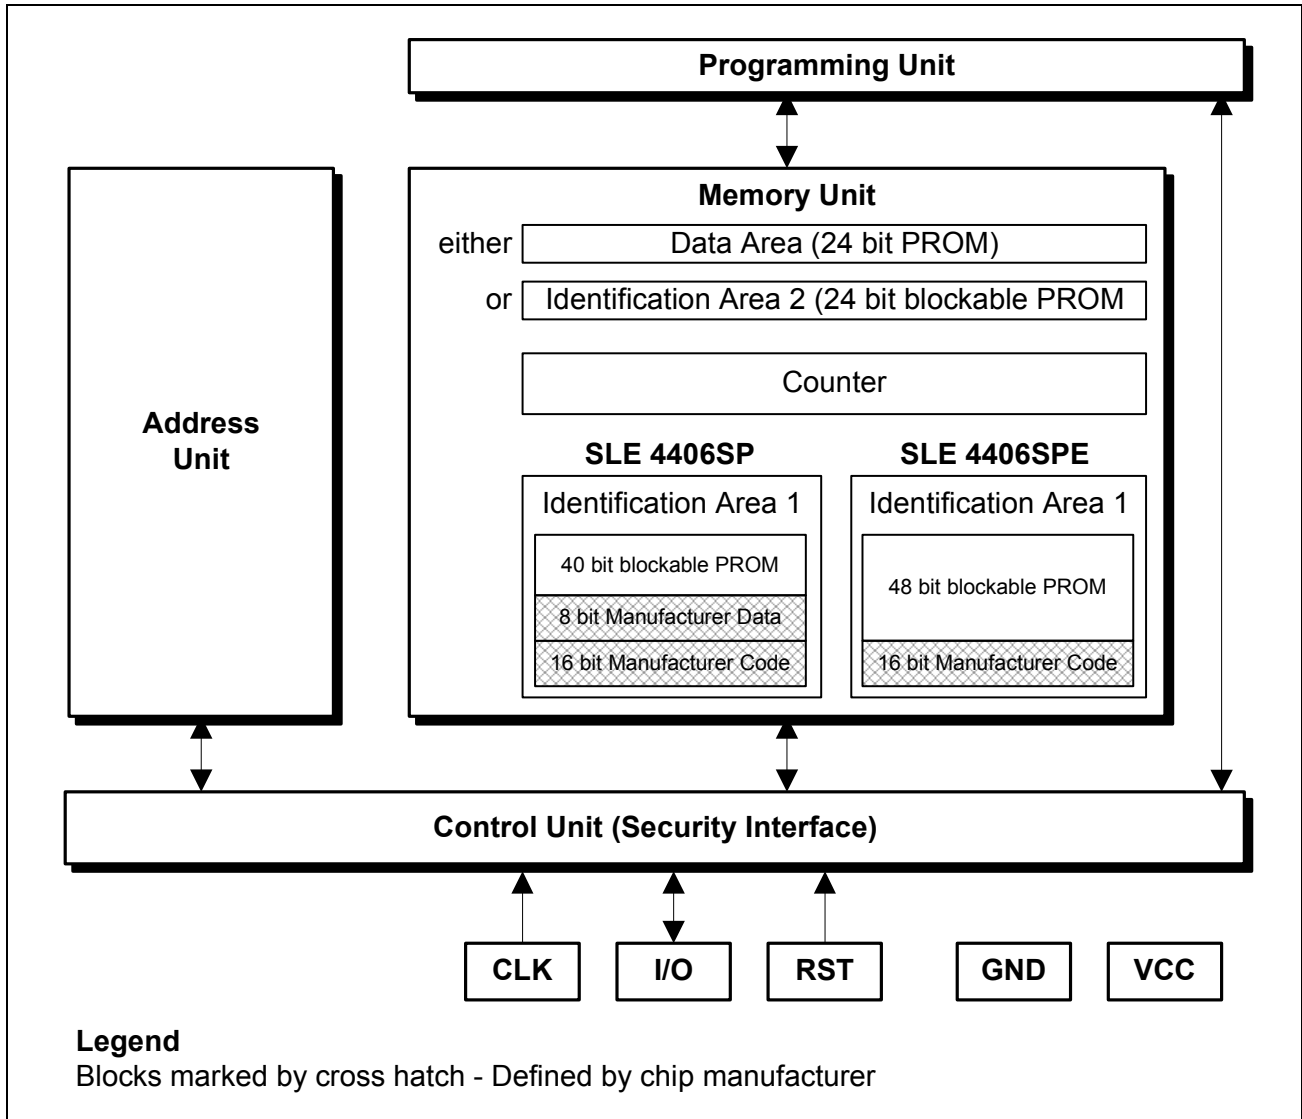 Programming Unit
Memory Unit
either
Data Area (24 bit PROM)
or
Identification Area 2 (24 bit blockable PROM
Counter
Address
Unit
SLE 4406SP
SLE 4406SPE
Identification Area 1
Identification Area 1
40 bit blockable PROM
48 bit blockable PROM
8 bit Manufacturer Data
16 bit Manufacturer Code
16 bit Manufacturer Code
Control Unit (Security Interface)
CLK
I/O
RST
GND
VCC
Legend
Blocks marked by cross hatch - Defined by chip manufacturer